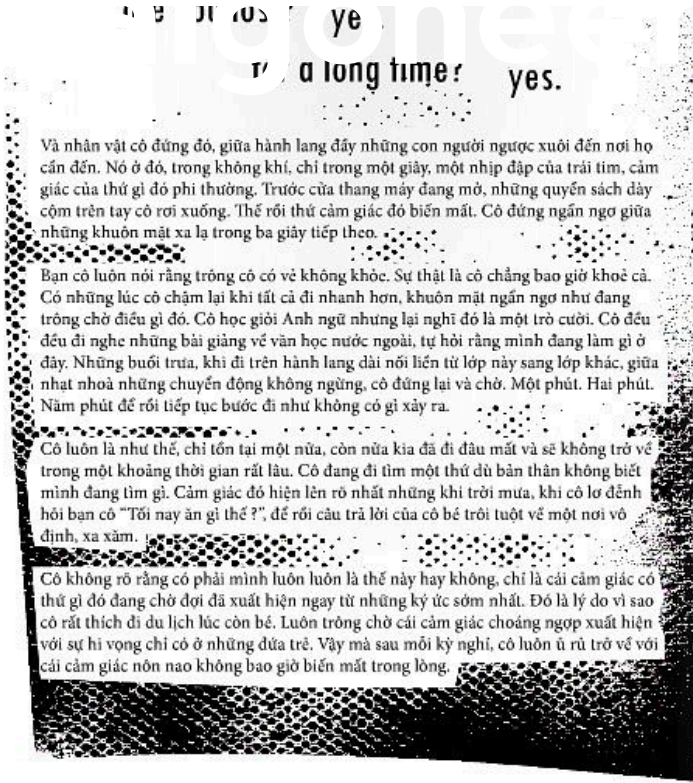 ye
a long time? yes.
Và nhân vật cô đứng đó, giữa hành lang đầy những con người ngược xuôi đến nơi họ
cần đến. Nó ở đó, trong không khí, chỉ trong một giây, một nhịp đập của trái tim, cảm
giác của thứ gì đó phi thường. Trước cửa thang máy đang mở, những quyển sách dày
cộm trên tay cô rơi xuống. Thế rồi thứ cảm giác đó biến mất. Cô đứng ngẩn ngơ giữa
những khuôn mặt xa lạ trong ba giây tiếp theo.
Bạn cô luôn nói rằng trông cô có vẻ không khỏe. Sự thật là cô chẳng bao giờ khoẻ cả.
Có những lúc cô chậm lại khi tất cả đi nhanh hơn, khuôn mặt ngẩn ngơ như đang
trông chờ điều gì đó. Cô học giỏi Anh ngữ nhưng lại nghĩ đó là một trò cười. Cô đều
đều đi nghe những bài giảng về văn học nước ngoài, tự hỏi rằng mình đang làm gì ở
đây. Những buổi trưa, khi đi trên hành lang dài nối liền từ lớp này sang lớp khác, giữa
nhạt nhoà những chuyển động không ngừng, cô đứng lại và chờ. Một phút. Hai phút.
Năm phút để rồi tiếp tục bước đi như không có gì xảy ra.
Cô luôn là như thế, chỉ tồn tại một nửa, còn nửa kia đã đi đâu mất và sẽ không trở về
trong một khoảng thời gian rất lâu. Cô đang đi tìm một thứ dù bản thân không biết
mình đang tìm gì. Cảm giác đó hiện lên rõ nhất những khi trời mưa, khi cô lơ đễnh
hỏi bạn cô “Tối nay ăn gì thế ?”, để rồi câu trả lời của cô bé trôi tuột về một nơi vô
định, xa xăm.
Cô không rõ rằng có phải mình luôn luôn là thế này hay không, chỉ là cái cảm giác có
thứ gì đó đang chờ đợi đã xuất hiện ngay từ những ký ức sớm nhất. Đó là lý do vì sao
cô rất thích đi du lịch lúc còn bé. Luôn trông chờ cái cảm giác choáng ngợp xuất hiện
với sự hi vọng chỉ có ở những đứa trẻ. Vậy mà sau mỗi kỳ nghỉ, cô luôn ủ rũ trở về với
cái cảm giác nôn nao không bao giờ biến mất trong lòng.